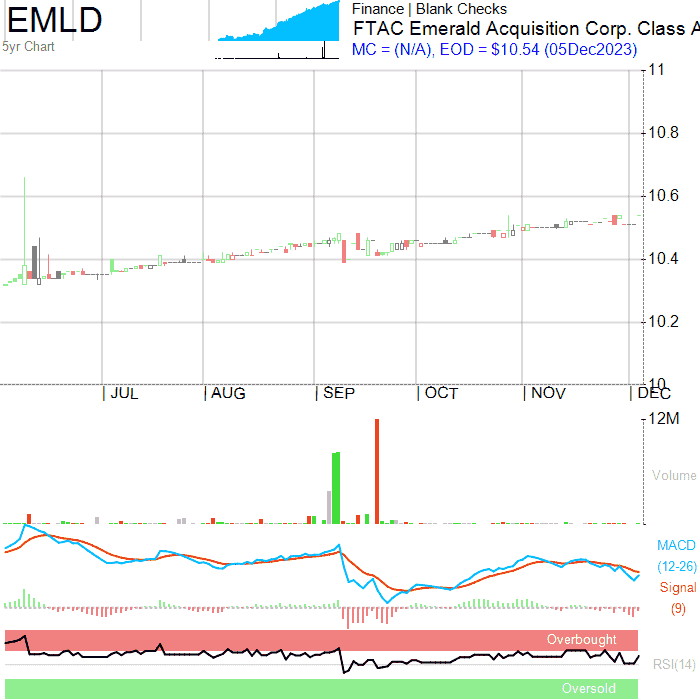 EMLD
5yr Chart
Finance | Blank Checks
FTAC Emerald Acquisition Corp. Class A
MC = (N/A), EOD = $10.54 (05Dec2023)
11
10.8
10.6
10.4
10.2
10
| JUL | AUG | SEP | OCT | NOV | DEC
12M
Volume
MACD
(12-26)
Signal
(9)
Overbought
RSI(14)
Oversold